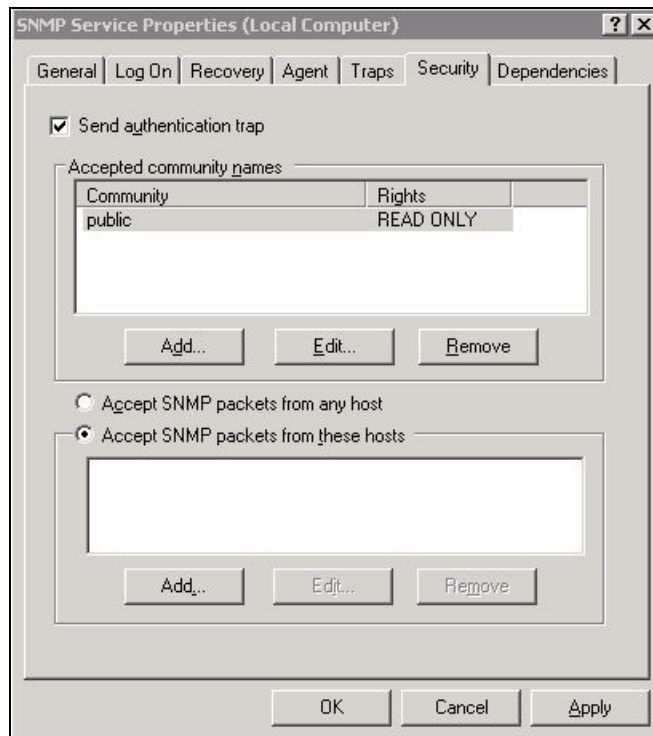 SNMP Service Properties (Local Computer)
General Log On Recovery Agent Traps Security Dependencies
Send authentication trap
Accepted community names
Community Rights
public READ ONLY
Add... Edit... Remove
Accept SNMP packets from any host
Accept SNMP packets from these hosts
Add... Edit... Remove
OK Cancel Apply